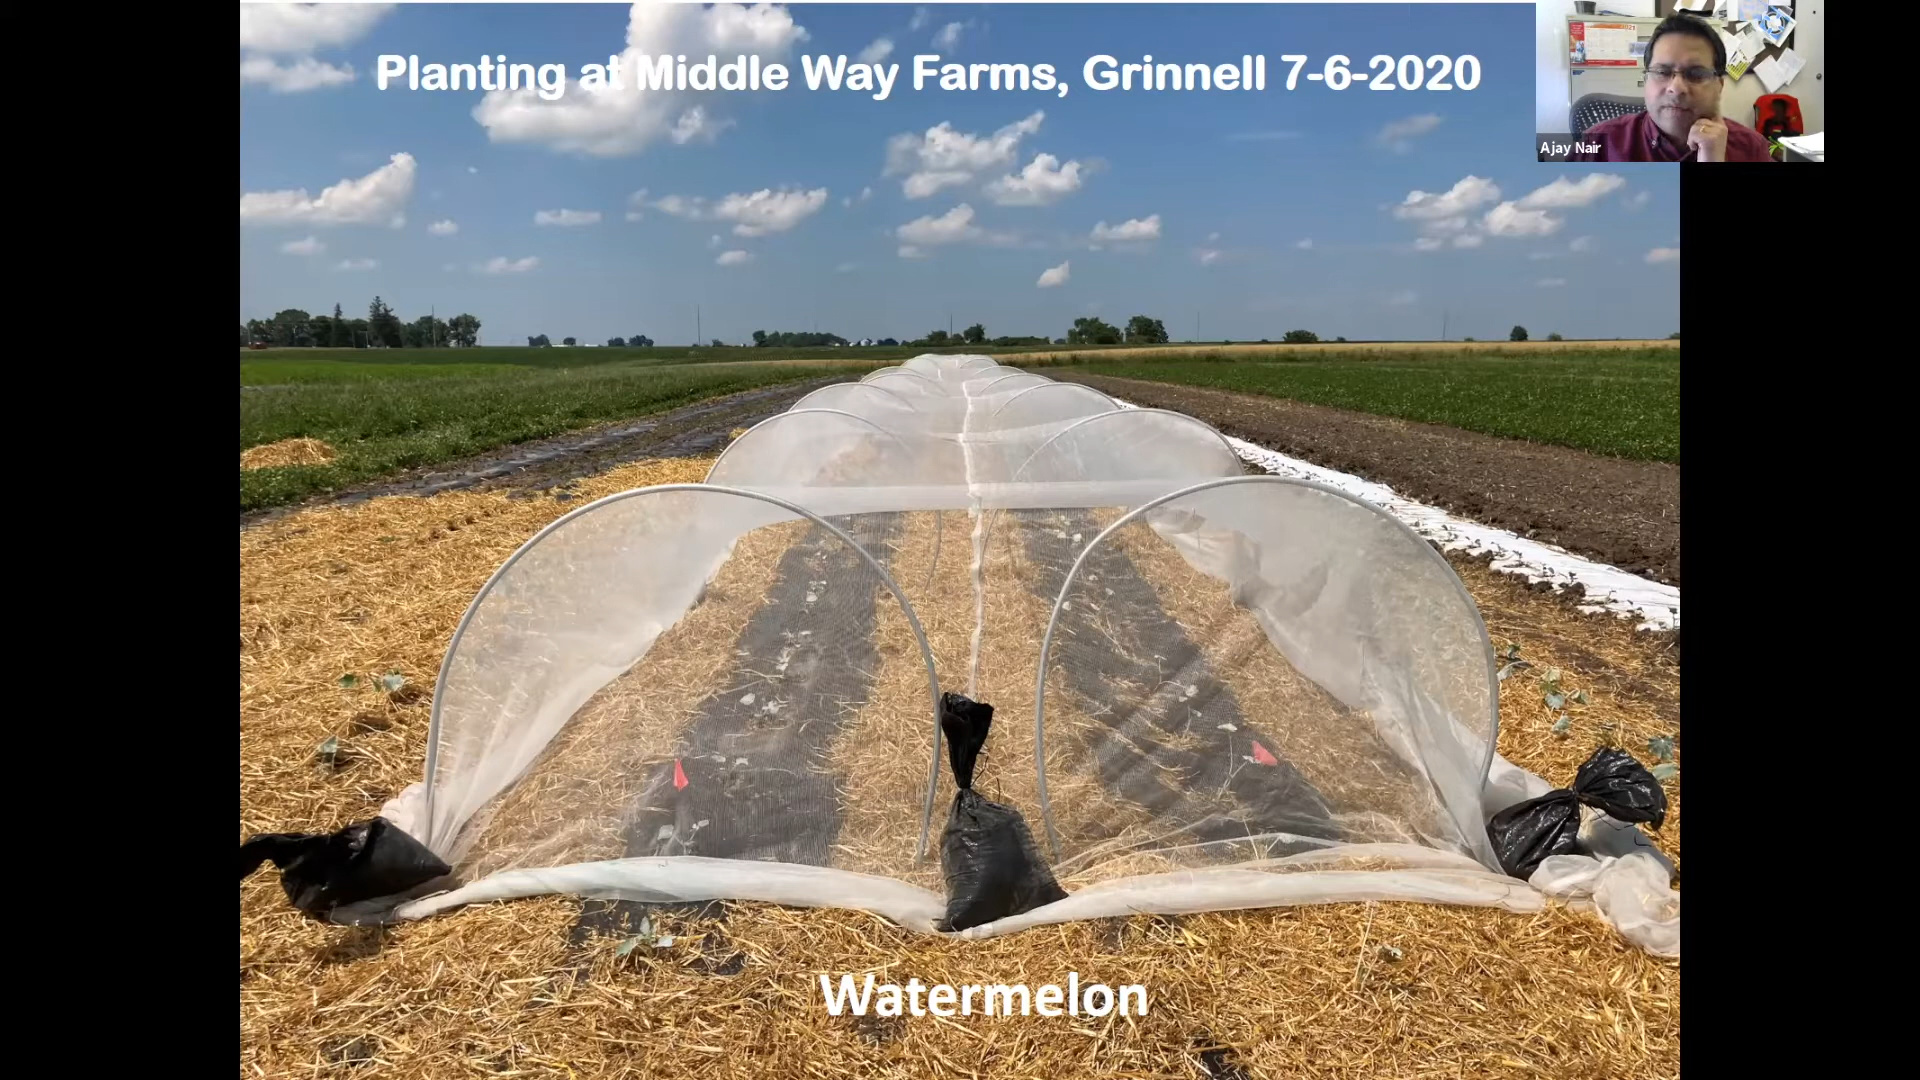 Planting at Middle Way Farms, Grinnell 7-6-2020
Ajay Nair
Watermelon